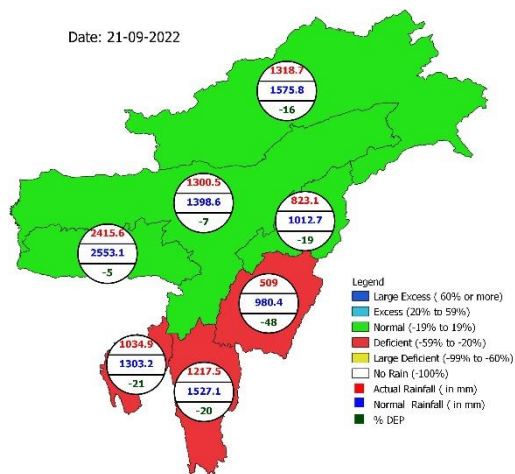 Date: 21-09-2022
1318.7
1575.8
-16
1300.5
1398.6
-7
823.1
1012.7
-19
2415.6
2553.1
-5
509
980.4
-48
1034.9
1303.2
-21
1217.5
1527.1
-20
Legend
Large Excess ( 60% or more)
Excess (20% to 59%)
Normal (-19% to 19%)
Deficient (-59% to -20%)
Large Deficient (-99% to -60%)
No Rain (-100%)
Actual Rainfall ( in mm)
Normal Rainfall ( in mm)
% DEP